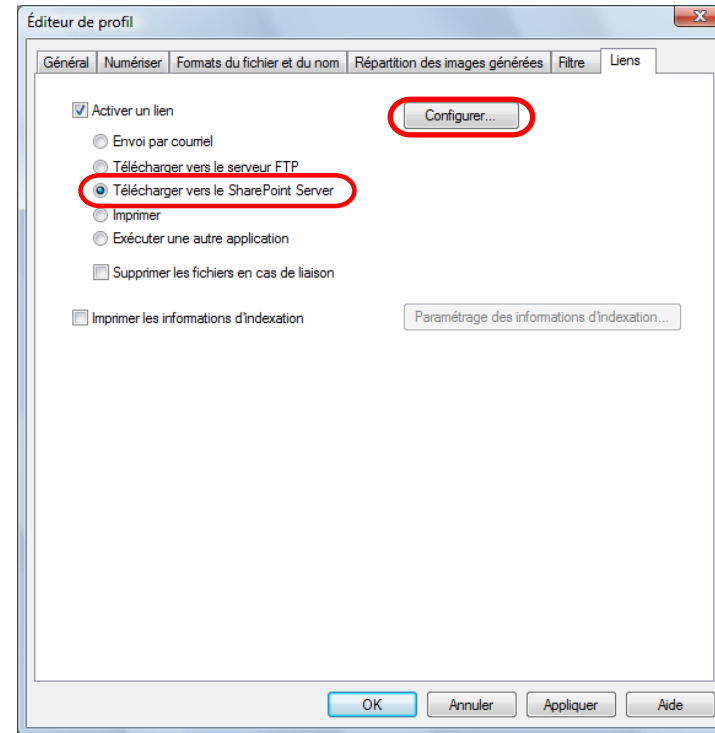 Éditeur de profil
Général Numériser Formats du fichier et du nom Répartition des images générées Filtre Liens
Activer un lien Configurer...
Envoi par courriel
Télécharger vers le serveur FTP
Télécharger vers le SharePoint Server
Imprimer
Exécuter une autre application
Supprimer les fichiers en cas de liaison
Imprimer les informations d'indexation Paramétrage des informations d'indexation...
OK Annuler Appliquer Aide